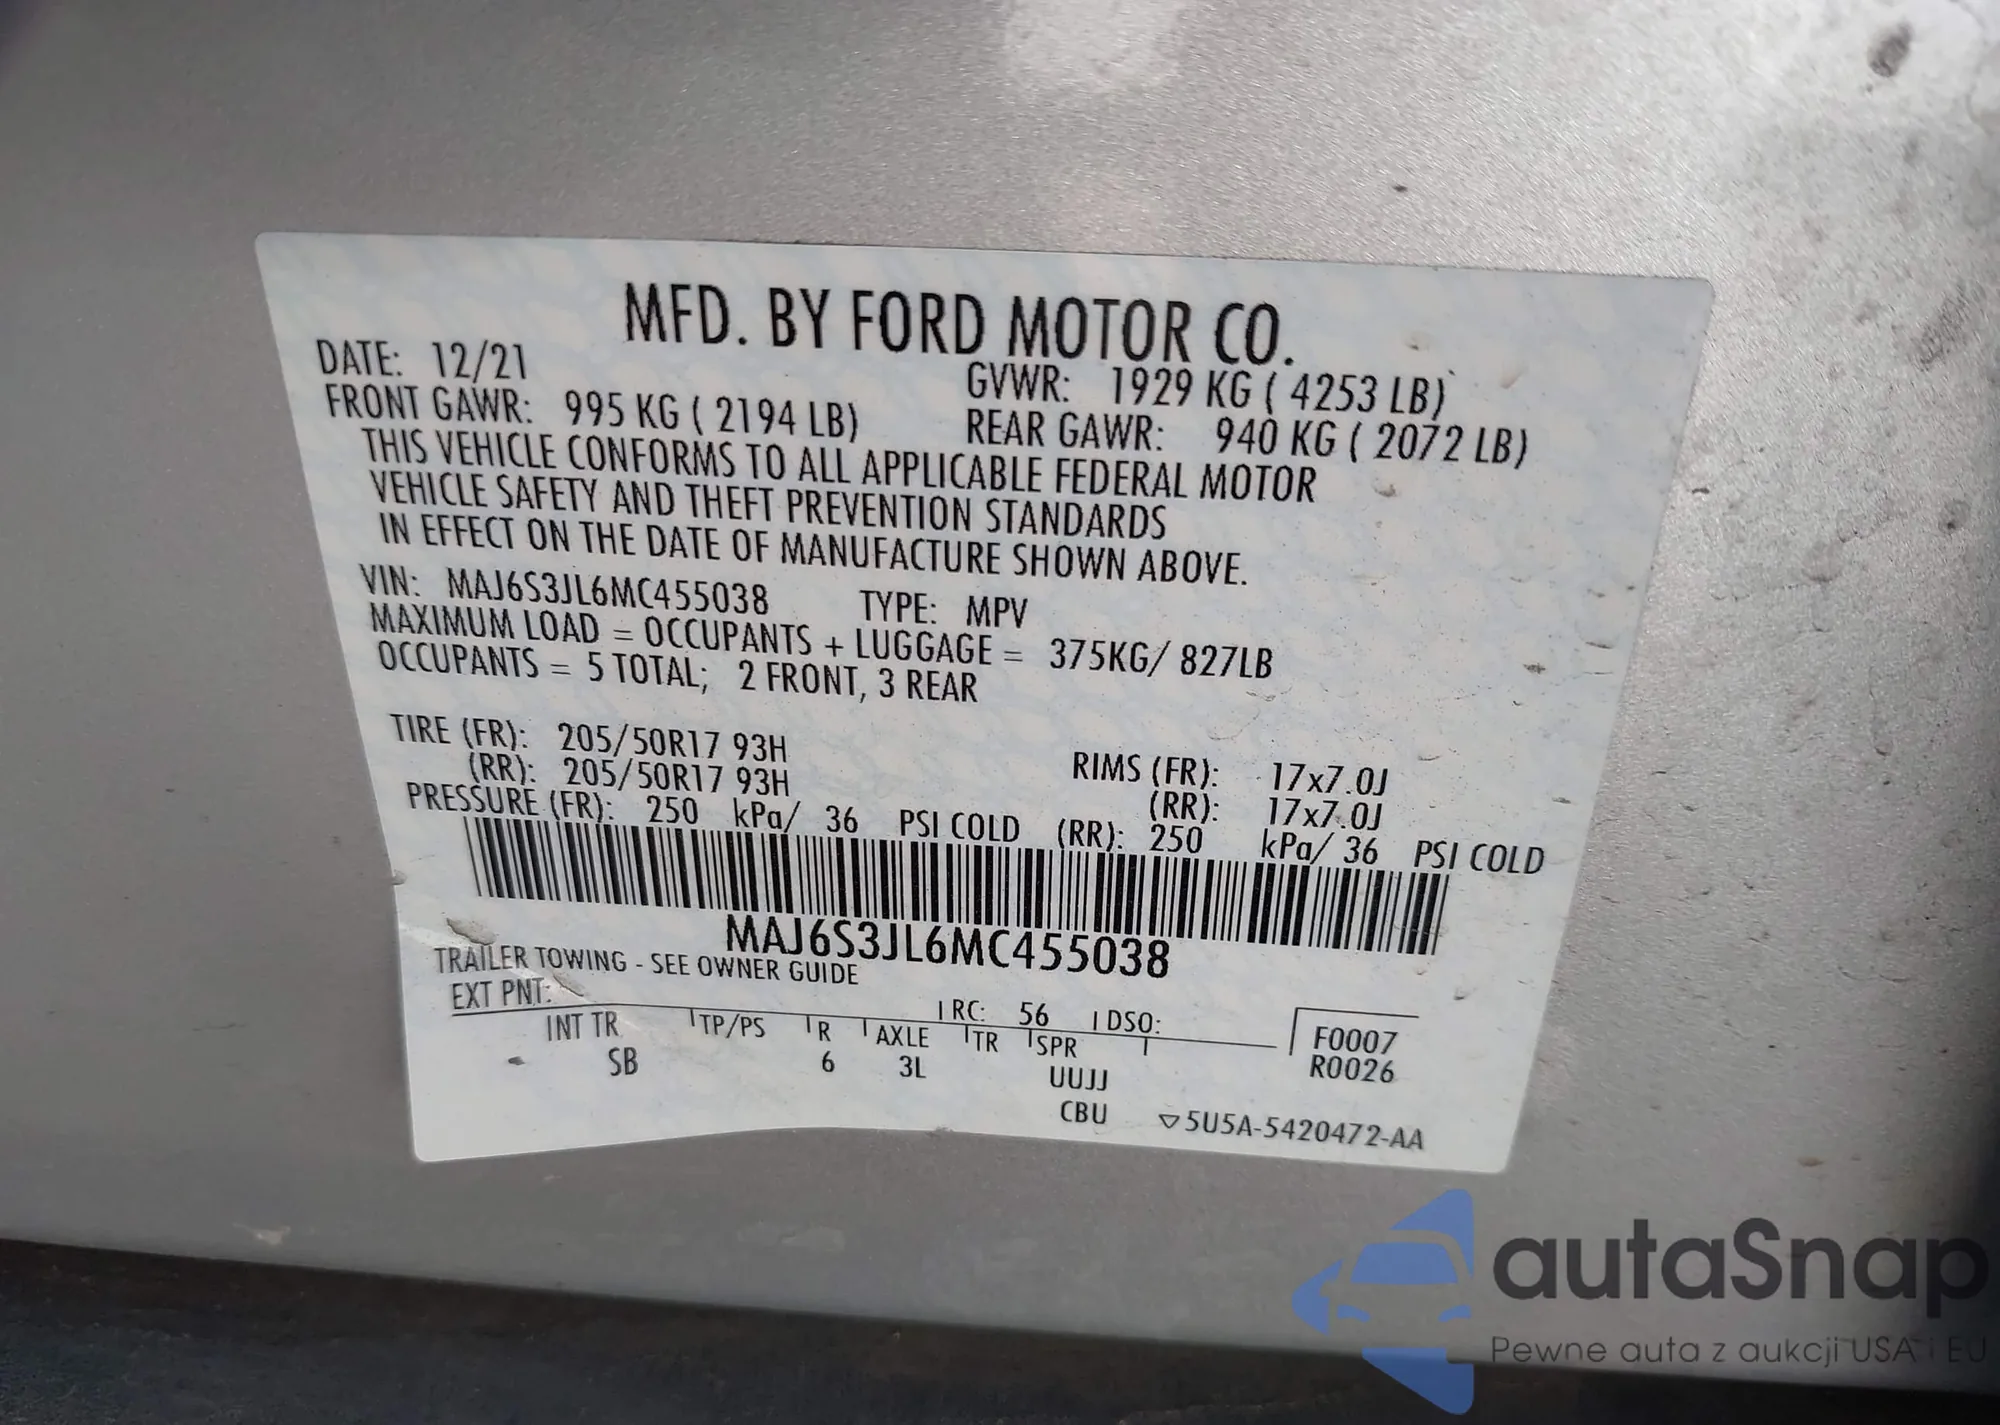 MFD. BY FORD MOTOR CO.
DATE: 12/21
GVWR: 1929 KG ( 4253 LB)
FRONT GAWR: 995 KG ( 2194 LB)
REAR GAWR: 940 KG ( 2072 LB)
THIS VEHICLE CONFORMS TO ALL APPLICABLE FEDERAL MOTOR
VEHICLE SAFETY AND THEFT PREVENTION STANDARDS
IN EFFECT ON THE DATE OF MANUFACTURE SHOWN ABOVE.
VIN: MAJ6S3JL6MC455038 TYPE: MPV
MAXIMUM LOAD = OCCUPANTS + LUGGAGE = 375KG/ 827LB
OCCUPANTS = 5 TOTAL; 2 FRONT, 3 REAR
TIRE (FR): 205/50R17 93H RIMS (FR): 17x7.0J
(RR): 205/50R17 93H (RR): 17x7.0J
PRESSURE (FR): 250 kPa/ 36 PSI COLD (RR): 250 kPa/ 36 PSI COLD
MAJ6S3JL6MC455038
TRAILER TOWING - SEE OWNER GUIDE
EXT PNT: RC: 56 DSO:
INT TR TP/PS R AXLE TR SPR
SB 6 3L UUJJ
CBU
F0007
R0026
5U5A-5420472-AA
autaSnap
Pewne auta z aukcji USA i EU